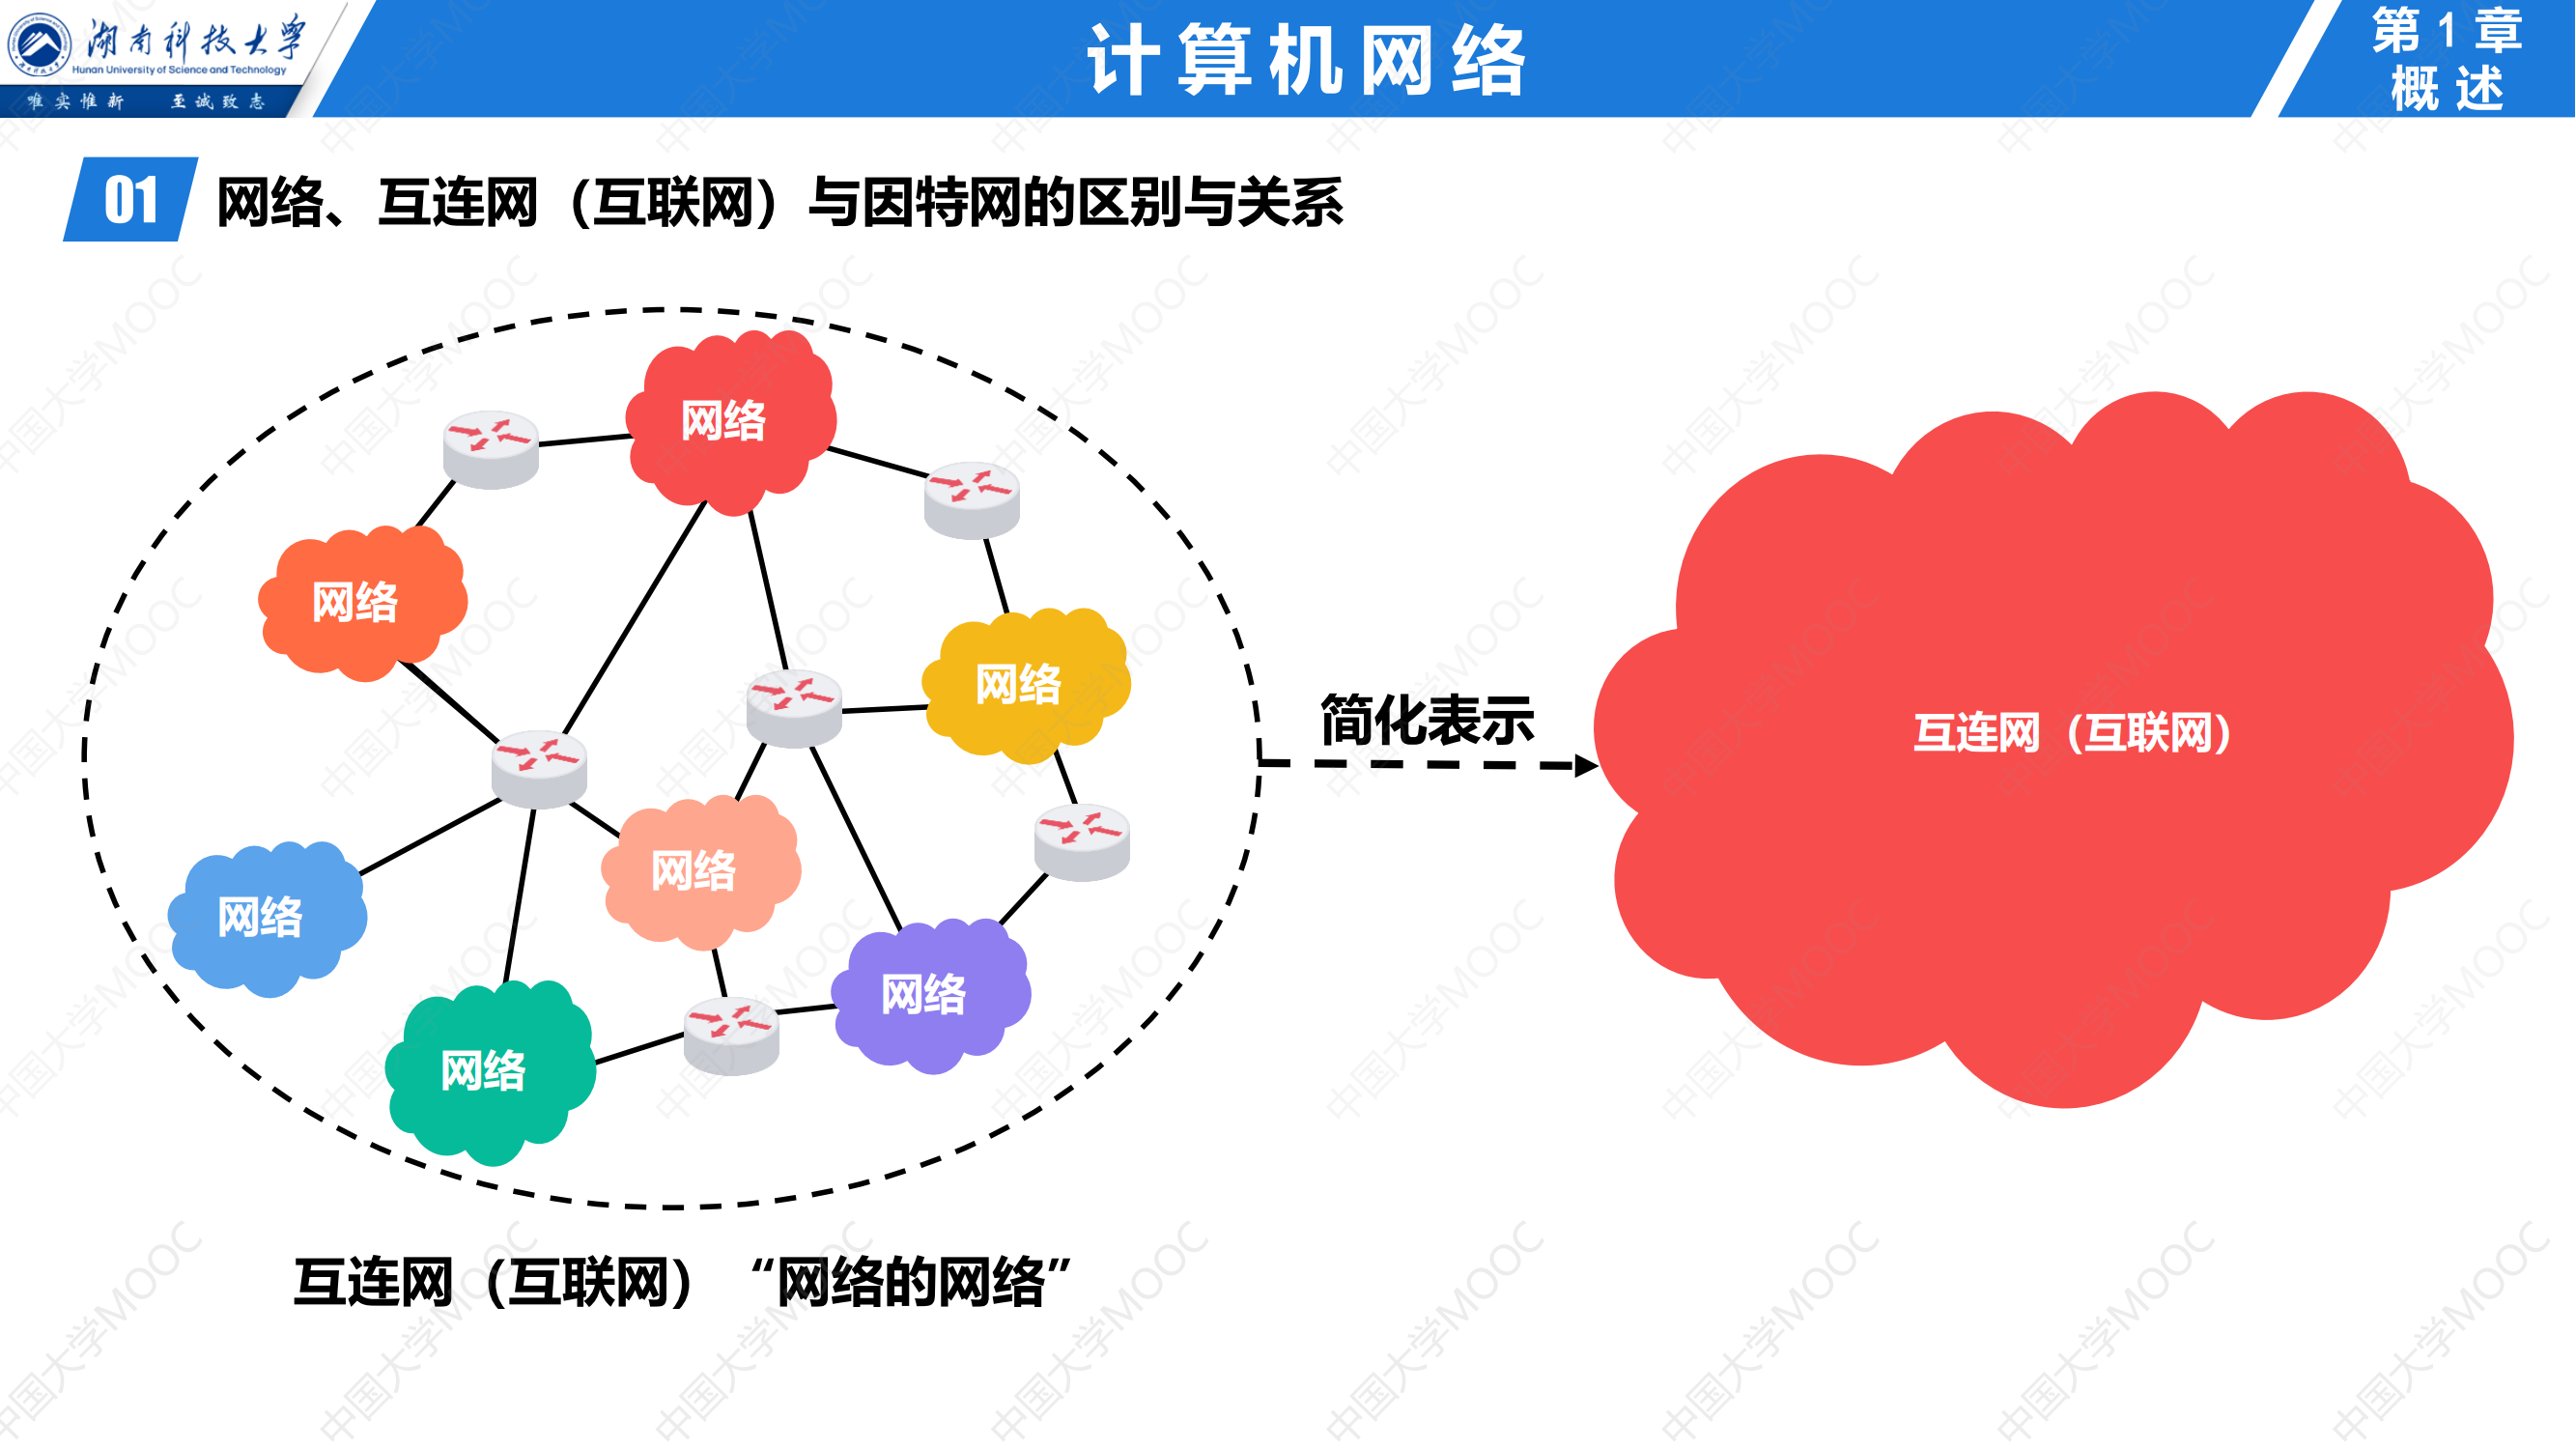 湖南科技大学
Hunan University of Science and Technology
唯实惟新 至诚致志
计算机网络
第1章
概述
01 网络、互连网（互联网）与因特网的区别与关系
网络
网络
网络
网络
网络
网络
网络
简化表示
互连网（互联网）
互连网（互联网） “网络的网络”
中国大学MOOC